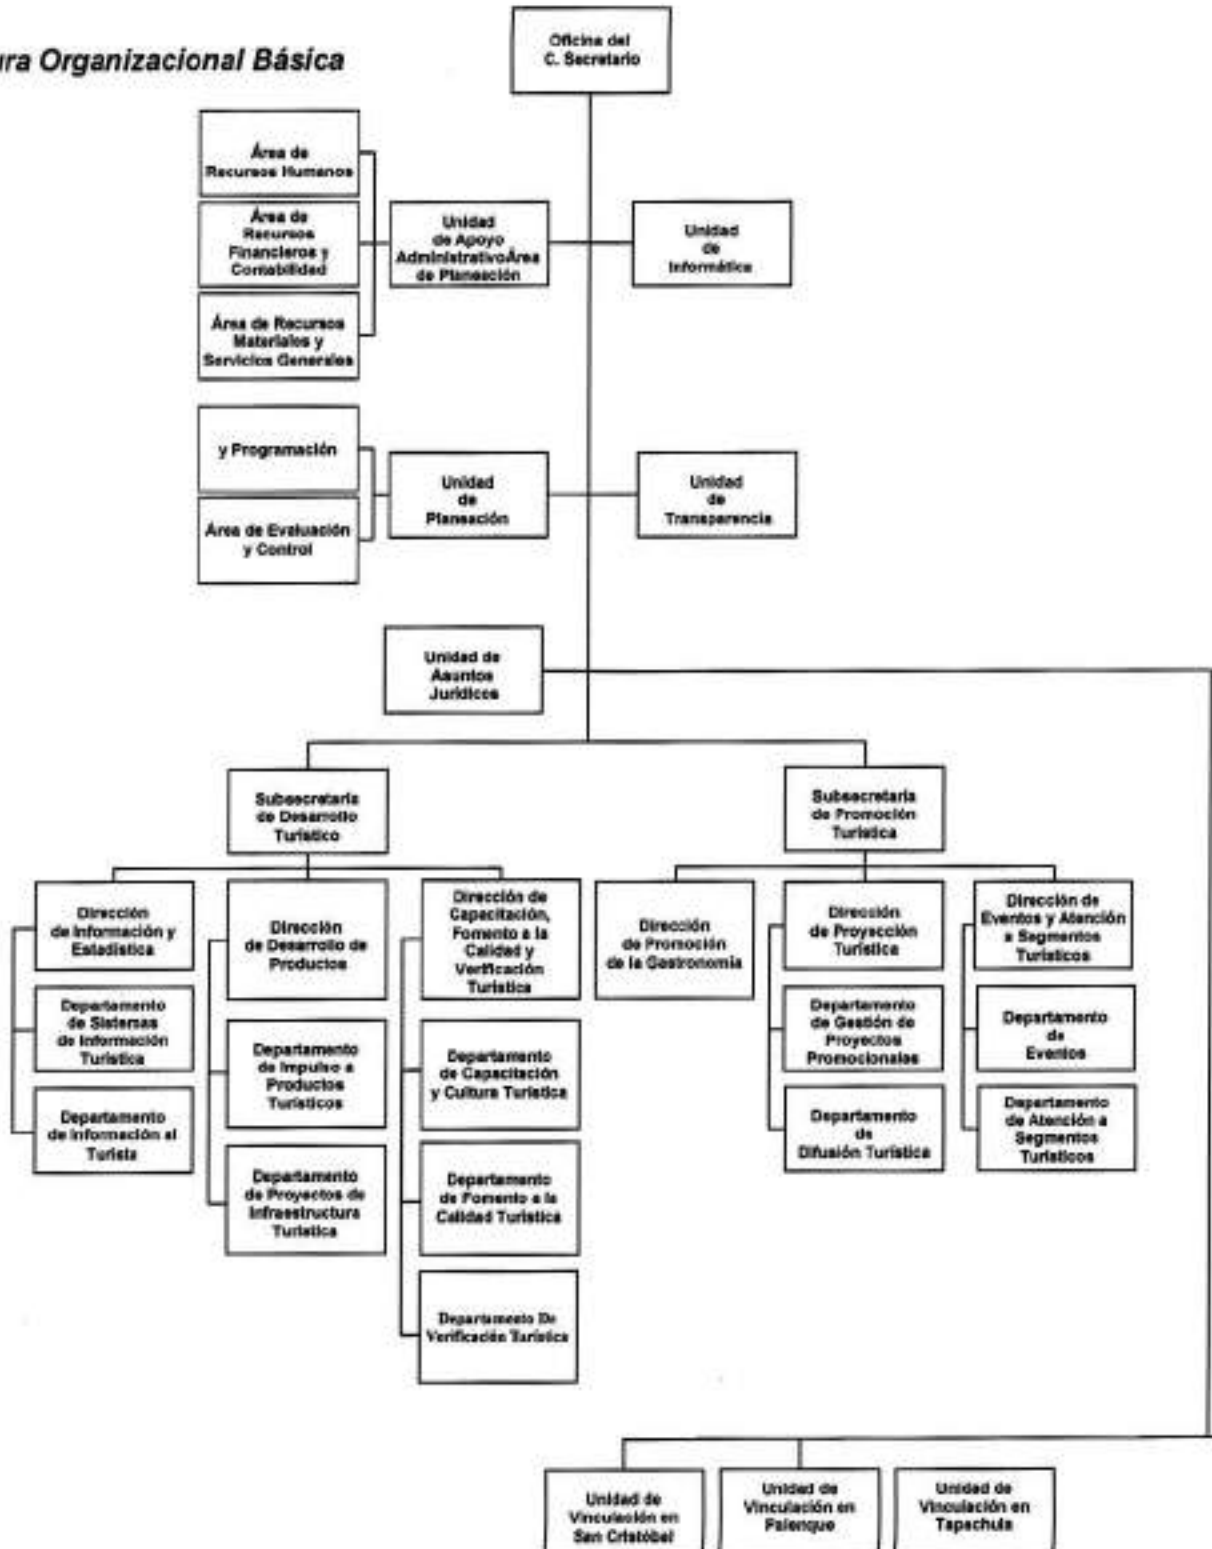 ura Organizacional Básica
Oficina del
C. Secretario
Área de
Recursos Humanos
Área de
Recursos
Financieros y
Contabilidad
Área de Recursos
Materiales y
Servicios Generales
Unidad
de Apoyo
AdministrativoÁrea
de Planeación
Unidad
de
Informática
y Programación
Área de Evaluación
y Control
Unidad
de
Planeación
Unidad
de
Transparencia
Unidad de
Asuntos
Jurídicos
Subsecretaría
de Desarrollo
Turístico
Subsecretaría
de Promoción
Turística
Dirección
de Información y
Estadística
Departamento
de Sistemas
de Información
Turística
Departamento
de Información al
Turista
Dirección
de Desarrollo de
Productos
Departamento
de Impulso a
Productos
Turísticos
Departamento
de Proyectos de
Infraestructura
Turística
Dirección de
Capacitación,
Fomento a la
Calidad y
Verificación
Turística
Departamento
de Capacitación
y Cultura Turística
Departamento
de Fomento a la
Calidad Turística
Departamento De
Verificación Turística
Dirección
de Promoción
de la Gastronomía
Dirección
de Proyección
Turística
Departamento
de Gestión de
Proyectos
Promocionales
Departamento
de
Difusión Turística
Dirección de
Eventos y Atención
a Segmentos
Turísticos
Departamento
de
Eventos
Departamento
de Atención a
Segmentos
Turísticos
Unidad de
Vinculación en
San Cristóbal
Unidad de
Vinculación en
Palenque
Unidad de
Vinculación en
Tapachula